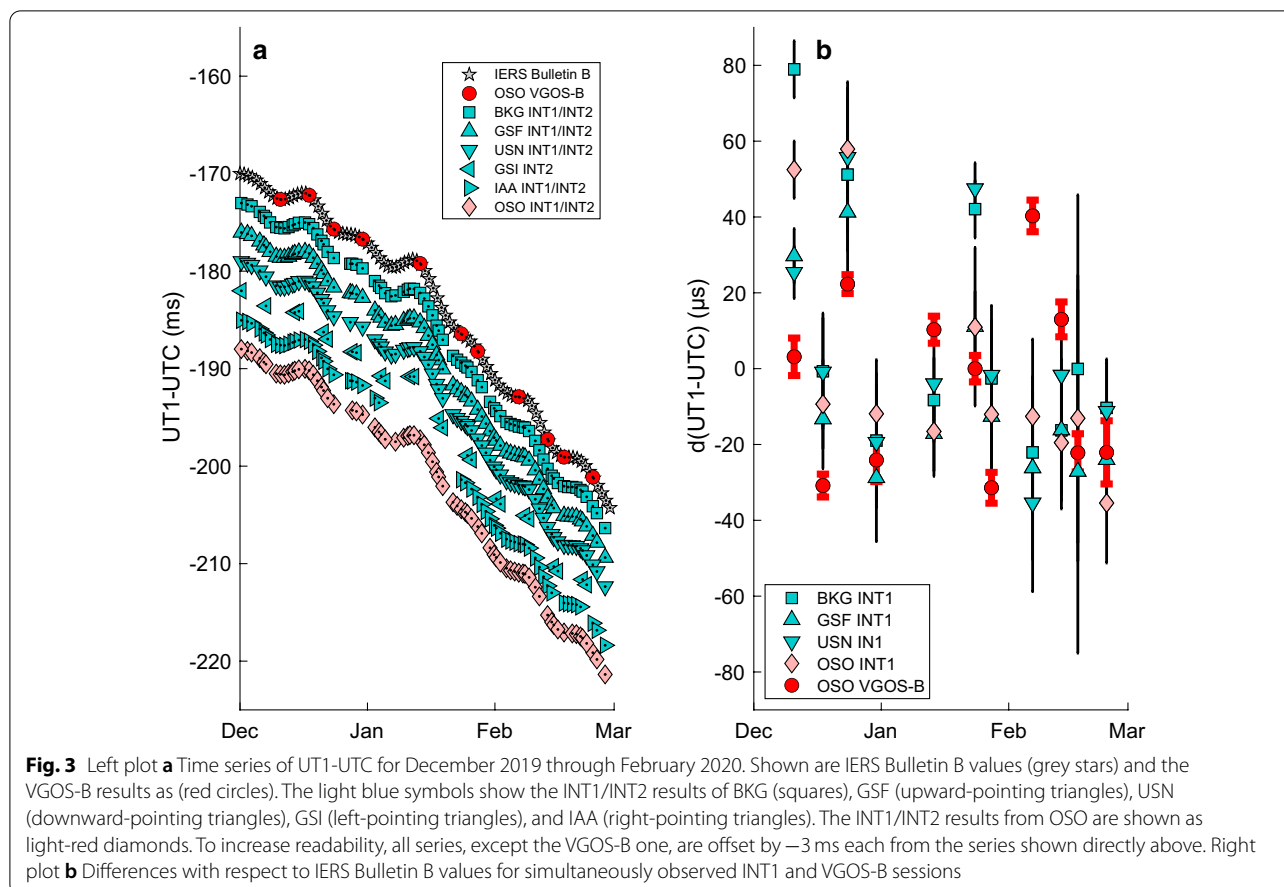 a
UT1-UTC (ms)
-160
-170
-180
-190
-200
-210
-220
Dec
Jan
Feb
Mar
IERS Bulletin B
OSO VGOS-B
BKG INT1/INT2
GSF INT1/INT2
USN INT1/INT2
GSI INT2
IAA INT1/INT2
OSO INT1/INT2
b
d(UT1-UTC) (µs)
80
60
40
20
0
-20
-40
-60
-80
Dec
Jan
Feb
Mar
BKG INT1
GSF INT1
USN IN1
OSO INT1
OSO VGOS-B
Fig. 3 Left plot a Time series of UT1-UTC for December 2019 through February 2020. Shown are IERS Bulletin B values (grey stars) and the
VGOS-B results as (red circles). The light blue symbols show the INT1/INT2 results of BKG (squares), GSF (upward-pointing triangles), USN
(downward-pointing triangles), GSI (left-pointing triangles), and IAA (right-pointing triangles). The INT1/INT2 results from OSO are shown as
light-red diamonds. To increase readability, all series, except the VGOS-B one, are offset by −3 ms each from the series shown directly above. Right
plot b Differences with respect to IERS Bulletin B values for simultaneously observed INT1 and VGOS-B sessions